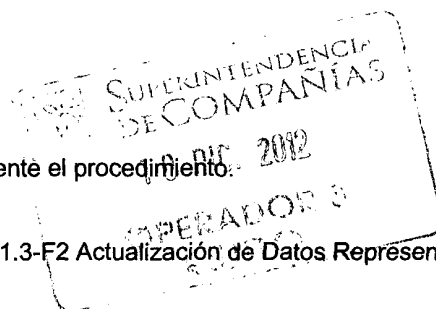 SUPERINTENDENCIA
DE COMPAÑÍAS
DIC. 2012
ente el procedimiento.
OPERADOR
1.3-F2 Actualización de Datos Represen